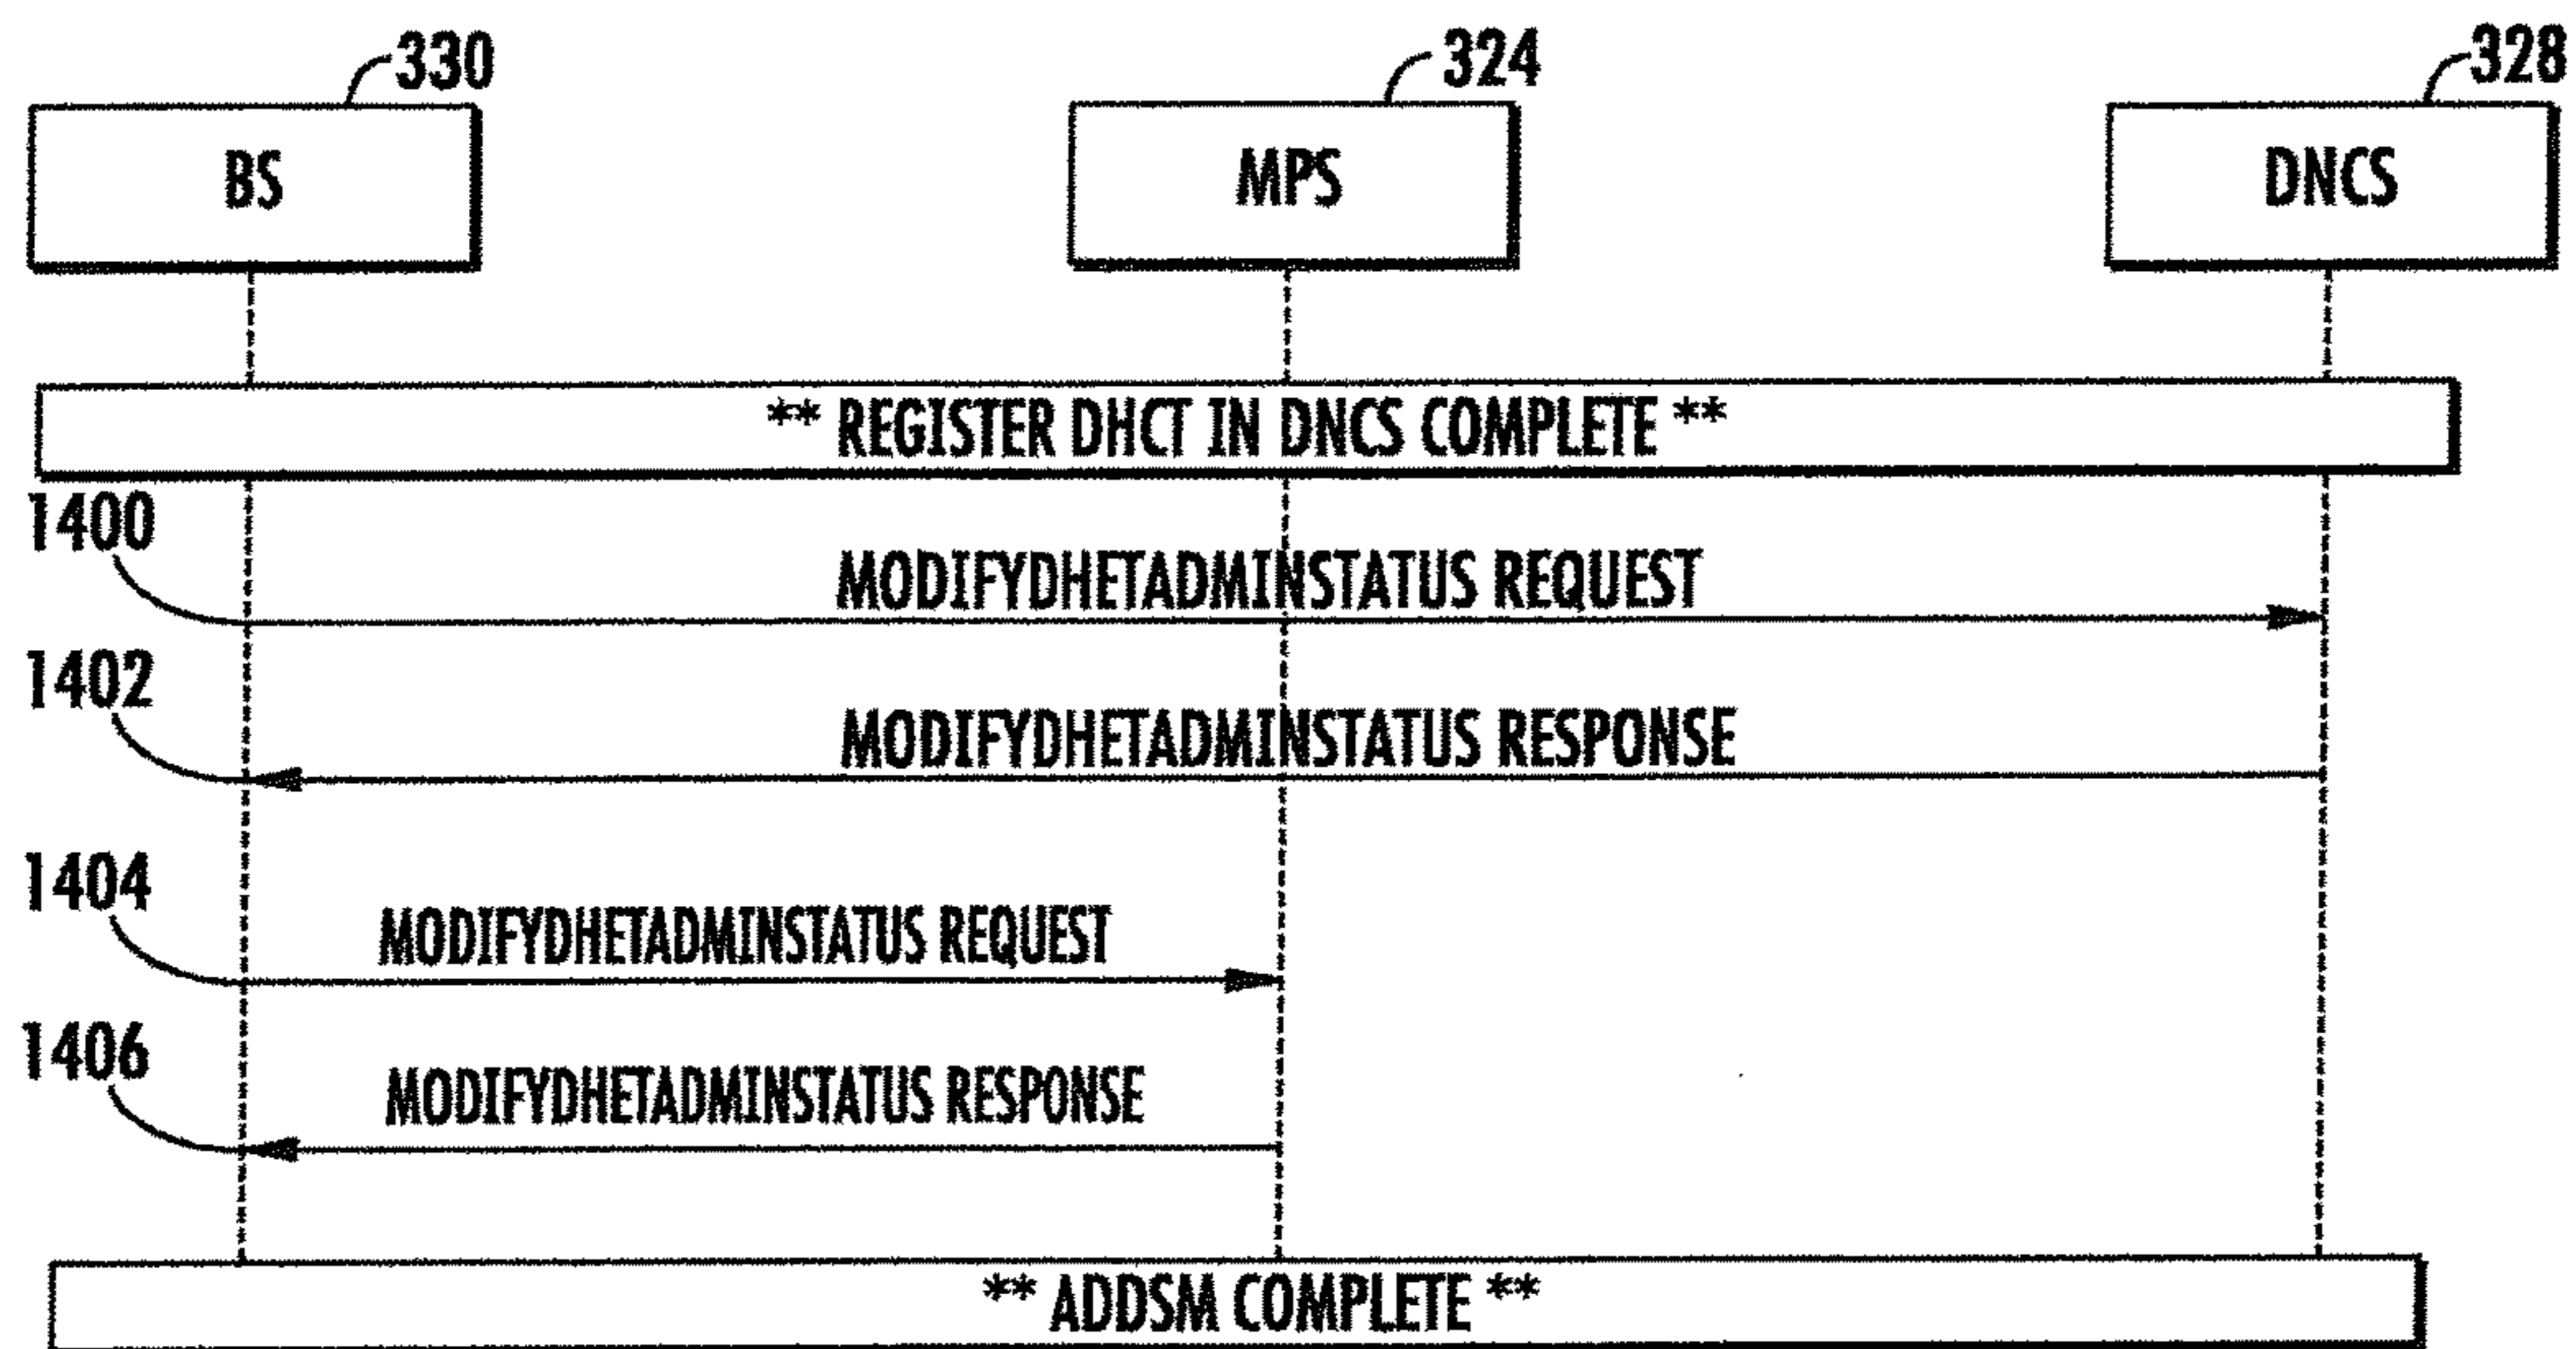 330
324
328
BS
MPS
DNCS
** REGISTER DHCT IN DNCS COMPLETE **
1400
MODIFYDHETADMINSTATUS REQUEST
1402
MODIFYDHETADMINSTATUS RESPONSE
1404
MODIFYDHETADMINSTATUS REQUEST
1406
MODIFYDHETADMINSTATUS RESPONSE
** ADDSM COMPLETE **